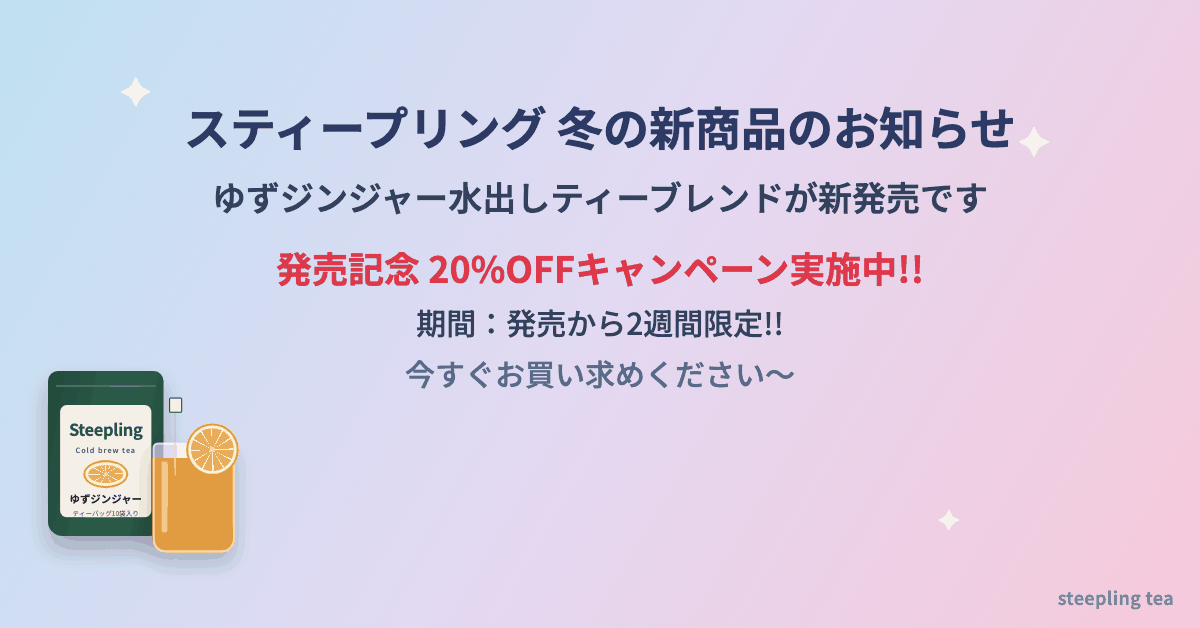 スティープリング 冬の新商品のお知らせ
ゆずジンジャー水出しティーブレンドが新発売です
発売記念 20%OFFキャンペーン実施中!!
期間：発売から2週間限定!!
今すぐお買い求めください〜
Steepling
Cold brew tea
ゆずジンジャー
ティーバッグ10袋入り
steepling tea